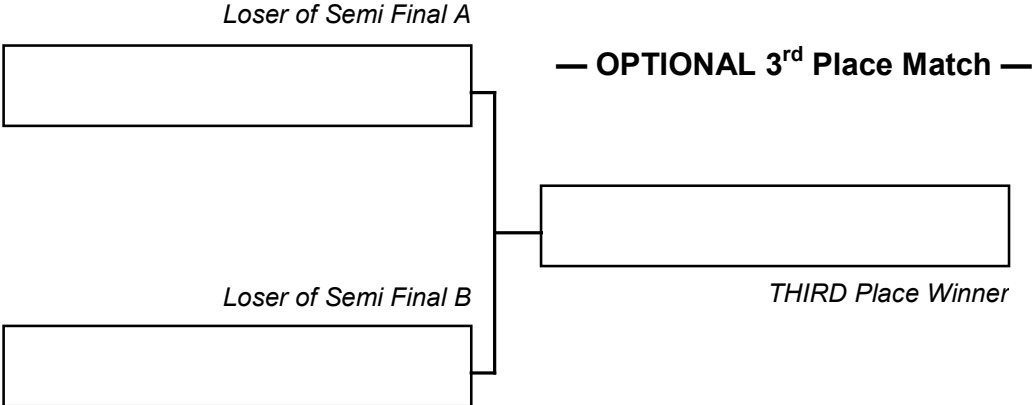 Loser of Semi Final A
— OPTIONAL 3rd Place Match —
Loser of Semi Final B
THIRD Place Winner